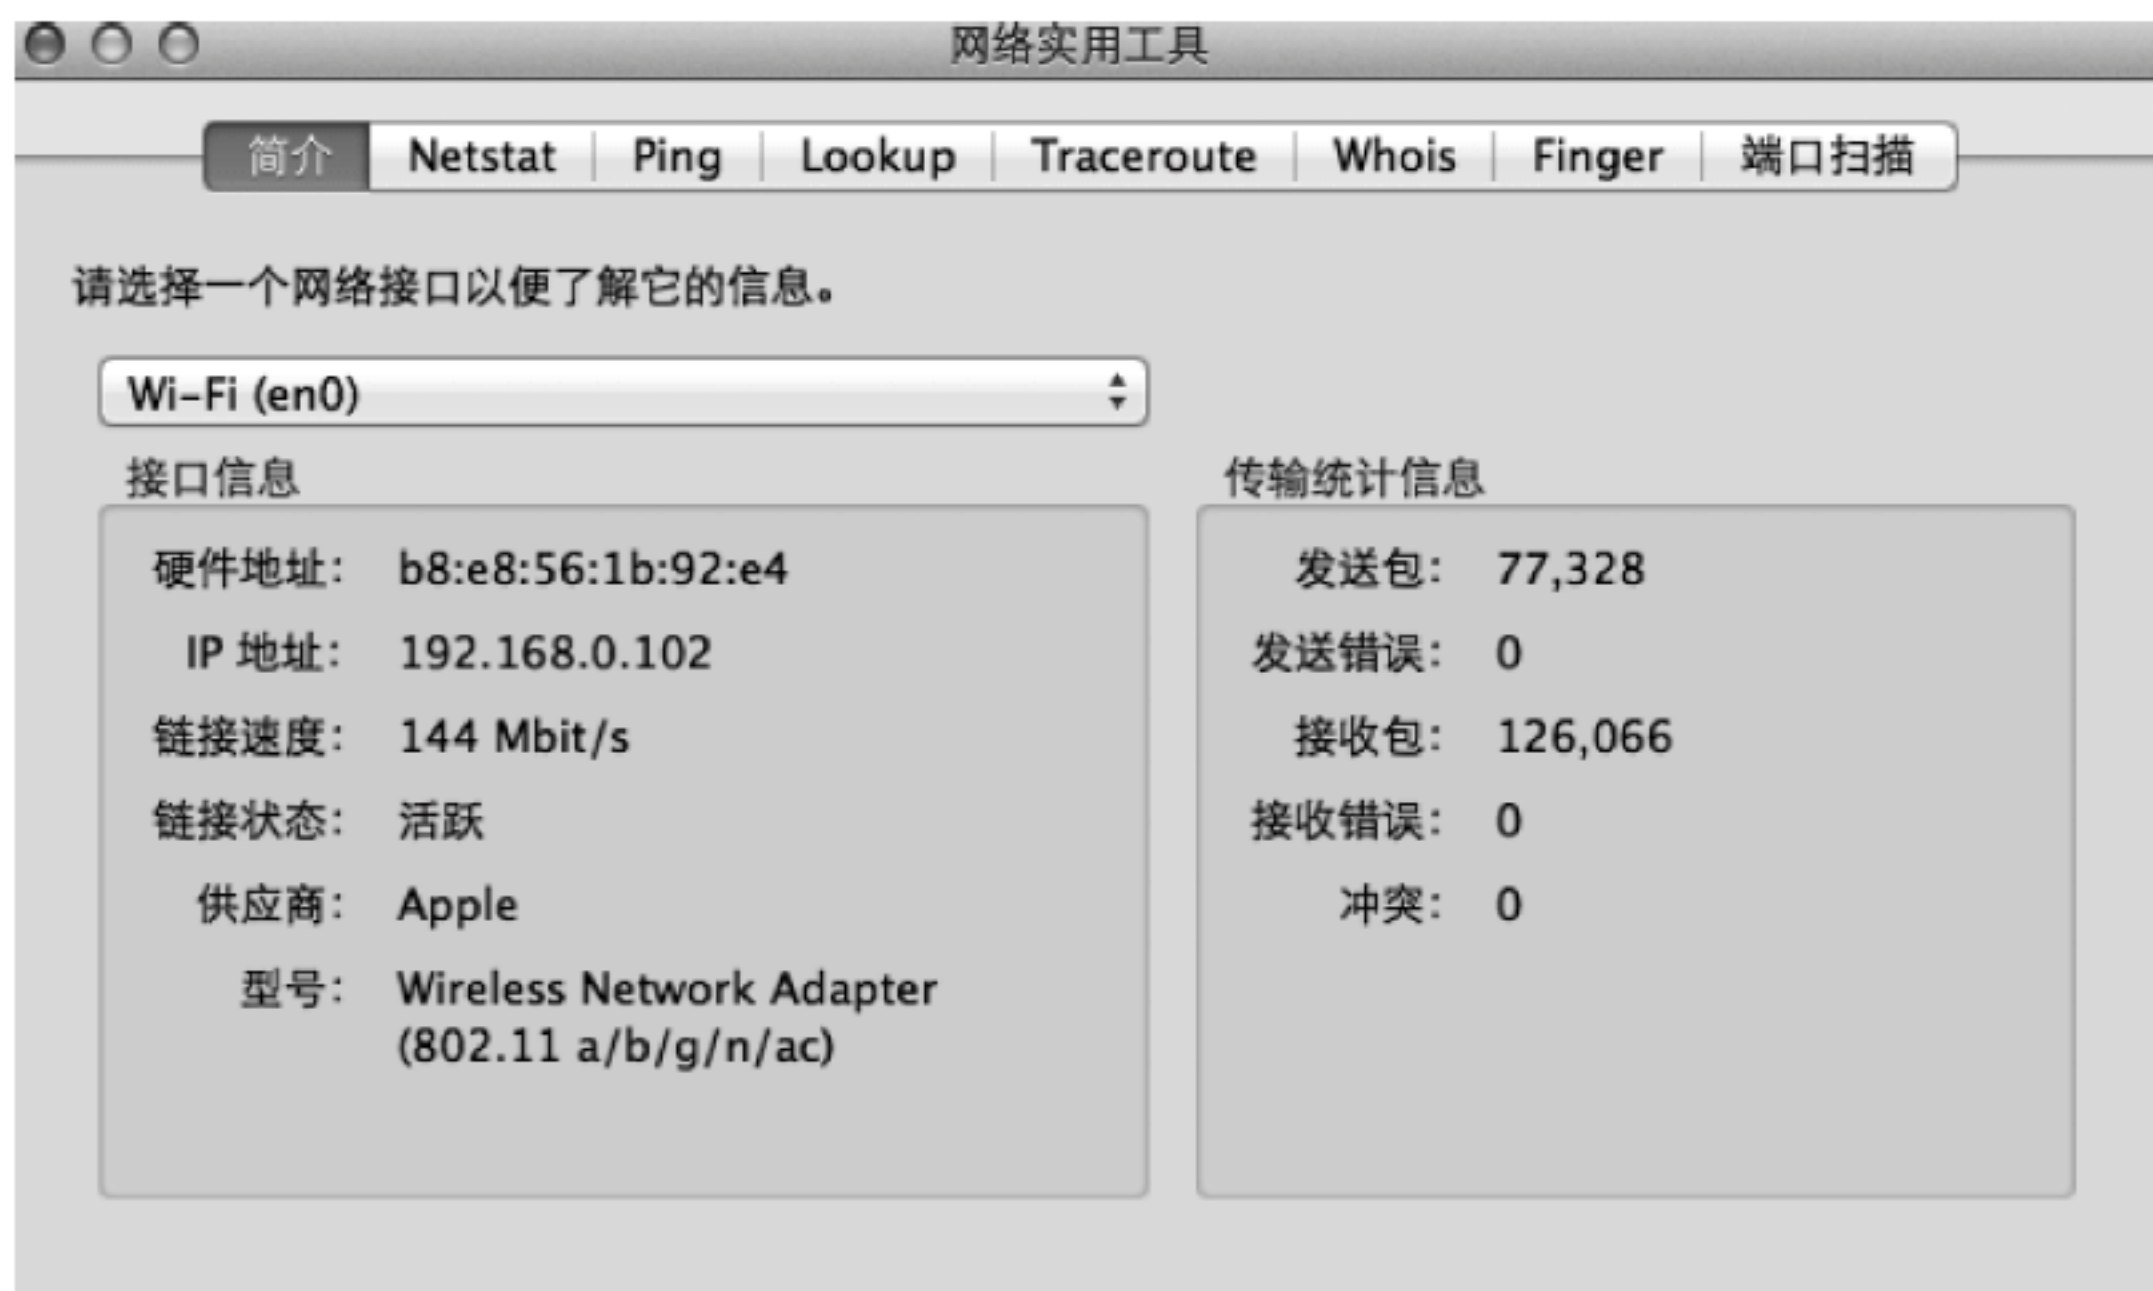 网络实用工具
简介 Netstat Ping Lookup Traceroute Whois Finger 端口扫描
请选择一个网络接口以便了解它的信息。
Wi-Fi (en0)
接口信息
硬件地址： b8:e8:56:1b:92:e4
IP 地址： 192.168.0.102
链接速度： 144 Mbit/s
链接状态： 活跃
供应商： Apple
型号： Wireless Network Adapter
(802.11 a/b/g/n/ac)
传输统计信息
发送包： 77,328
发送错误： 0
接收包： 126,066
接收错误： 0
冲突： 0